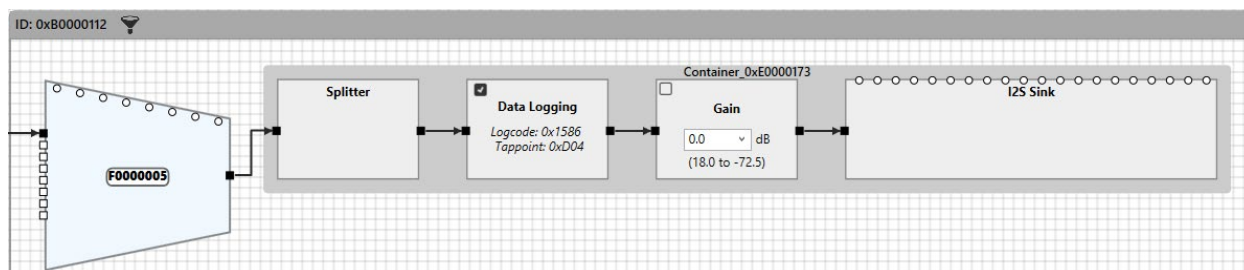 ID: 0xB0000112
Container_0xE0000173
F0000005
Splitter
Data Logging
Logcode: 0x1586
Tappoint: 0xD04
Gain
0.0 dB
(18.0 to -72.5)
I2S Sink